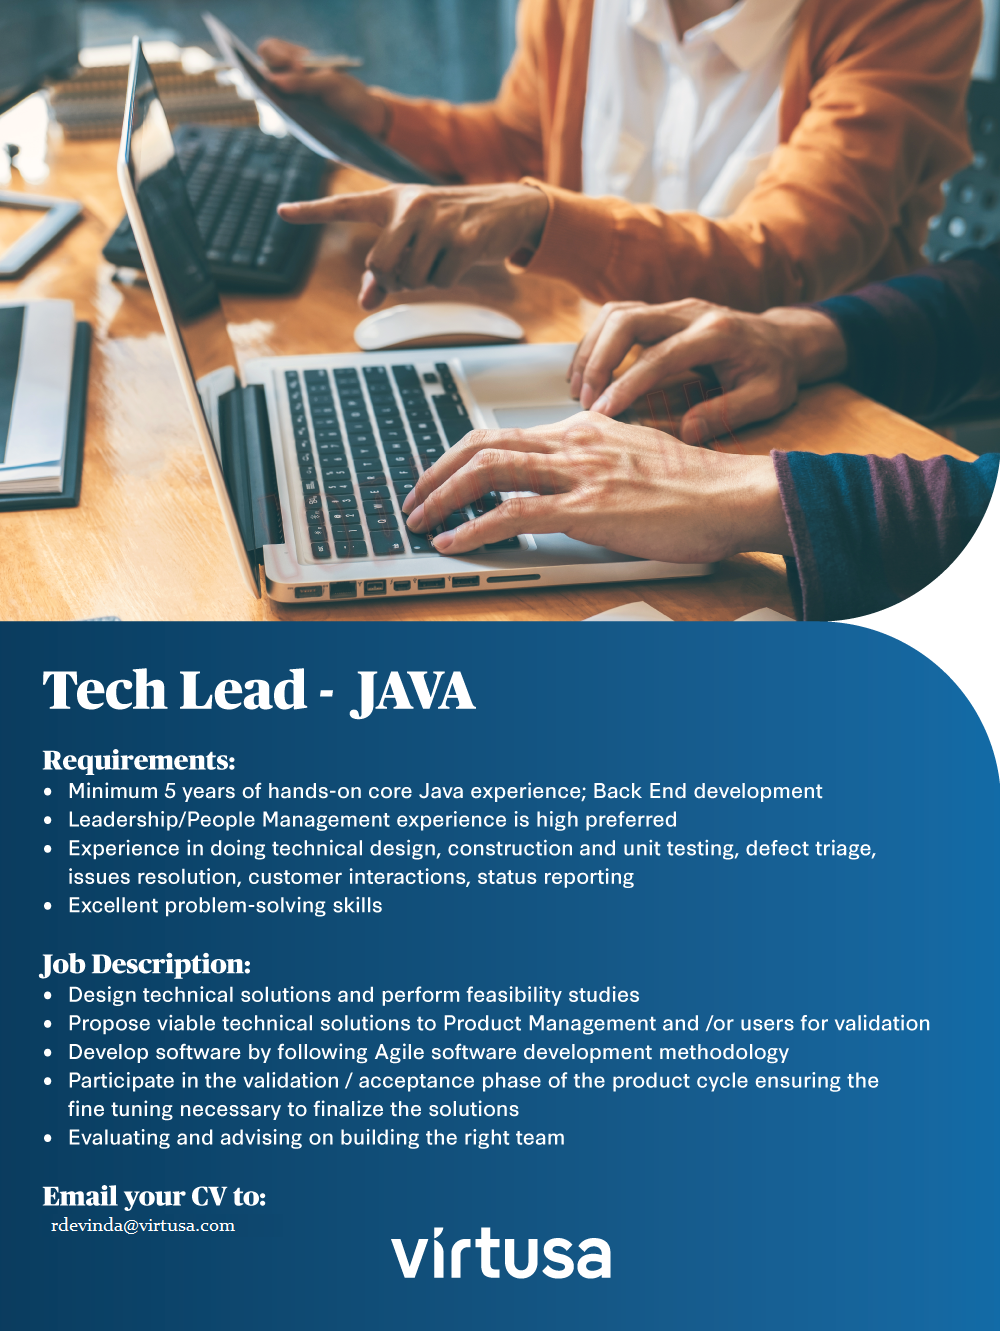 Tech Lead - JAVA
Requirements:
• Minimum 5 years of hands-on core Java experience; Back End development
• Leadership/People Management experience is high preferred
• Experience in doing technical design, construction and unit testing, defect triage,
issues resolution, customer interactions, status reporting
• Excellent problem-solving skills
Job Description:
• Design technical solutions and perform feasibility studies
• Propose viable technical solutions to Product Management and /or users for validation
• Develop software by following Agile software development methodology
• Participate in the validation / acceptance phase of the product cycle ensuring the
fine tuning necessary to finalize the solutions
• Evaluating and advising on building the right team
Email your CV to:
rdevinda@virtusa.com
virtusa